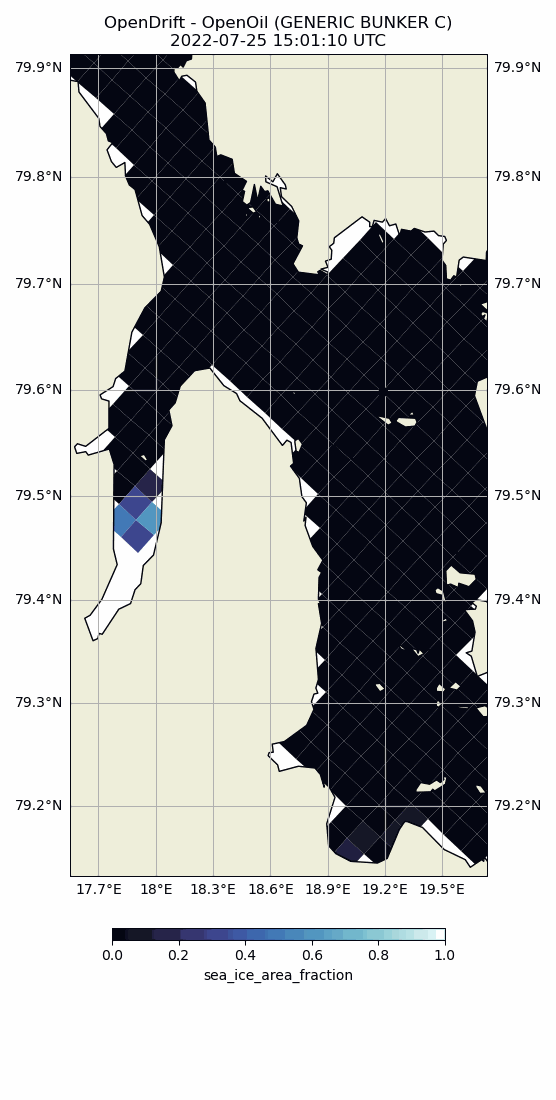 OpenDrift - OpenOil (GENERIC BUNKER C)
2022-07-25 15:01:10 UTC
79.9°N 79.9°N
79.8°N 79.8°N
79.7°N 79.7°N
79.6°N 79.6°N
79.5°N 79.5°N
79.4°N 79.4°N
79.3°N 79.3°N
79.2°N 79.2°N
17.7°E 18°E 18.3°E 18.6°E 18.9°E 19.2°E 19.5°E
0.0 0.2 0.4 0.6 0.8 1.0
sea_ice_area_fraction